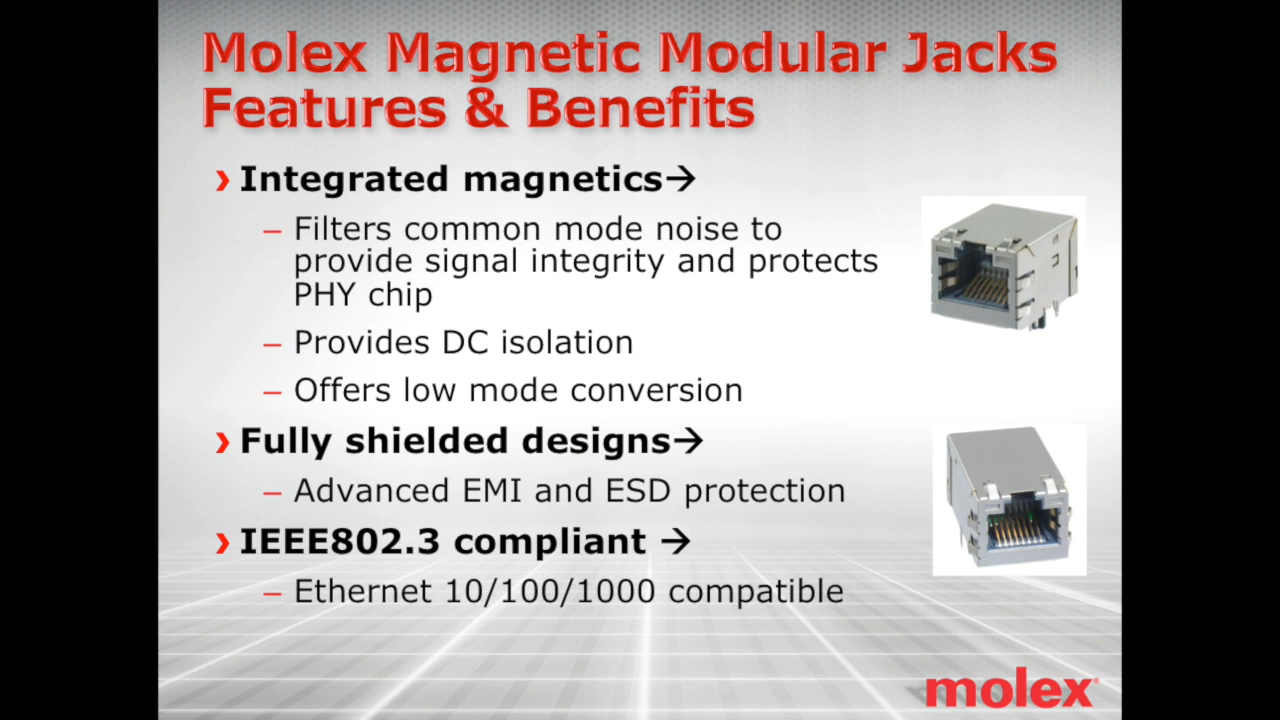 Molex Magnetic Modular Jacks
Features & Benefits
› Integrated magnetics→
– Filters common mode noise to
provide signal integrity and protects
PHY chip
– Provides DC isolation
– Offers low mode conversion
› Fully shielded designs→
– Advanced EMI and ESD protection
› IEEE802.3 compliant →
– Ethernet 10/100/1000 compatible
molex